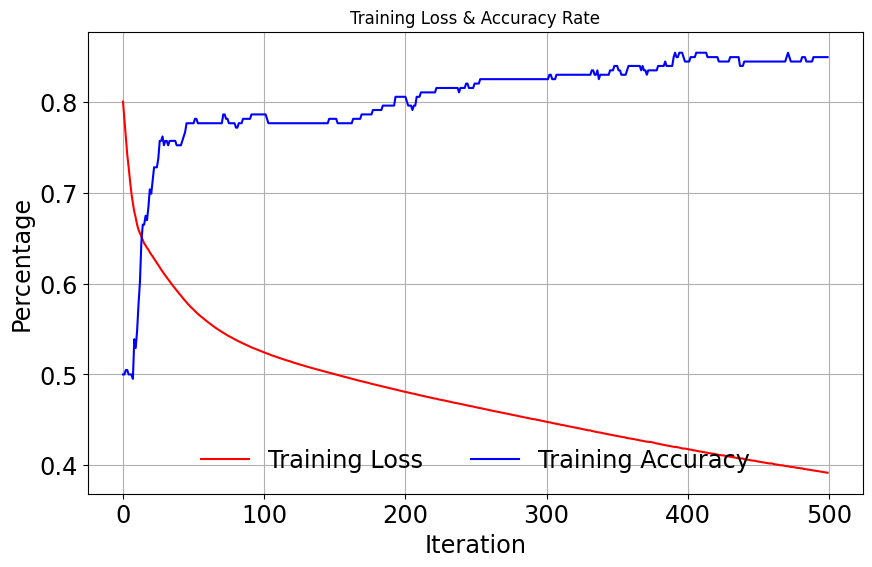 Training Loss & Accuracy Rate
Percentage
0.8
0.7
0.6
0.5
0.4
Training Loss
Training Accuracy
0 100 200 300 400 500
Iteration